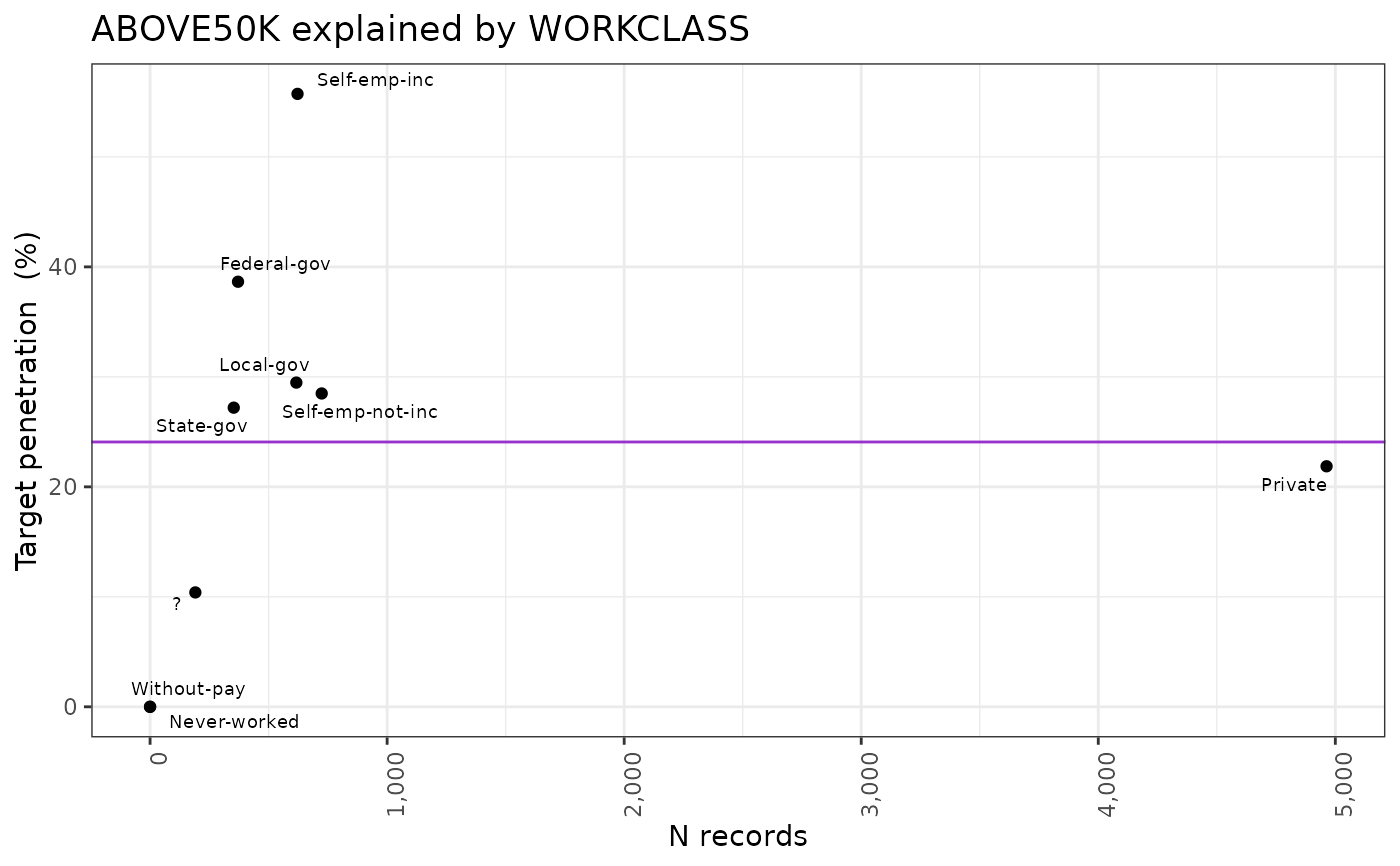 ABOVE50K explained by WORKCLASS
Target penetration  (%)
40
20
0
Self-emp-inc
Federal-gov
Local-gov
Self-emp-not-inc
State-gov
Private
?
Without-pay
Never-worked
0
1,000
2,000
3,000
4,000
5,000
N records